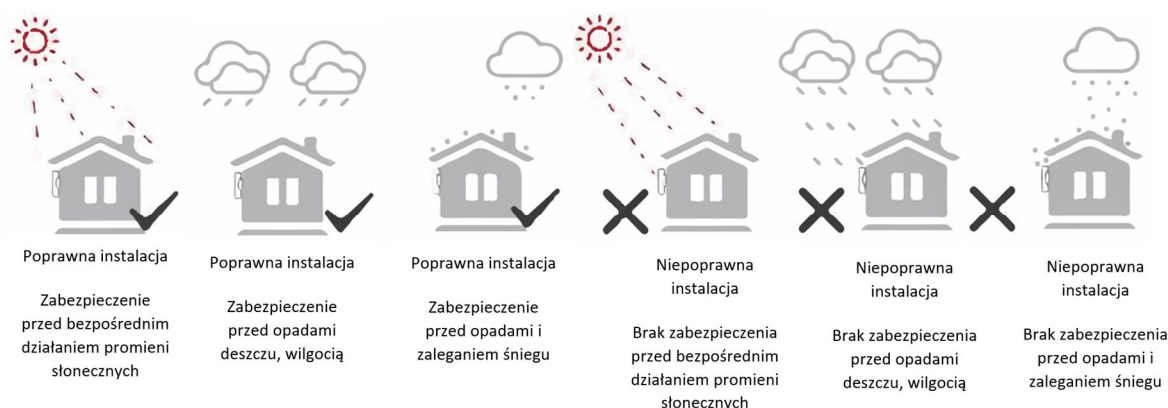 Poprawna instalacja
Zabezpieczenie
przed bezpośrednim
działaniem promieni
słonecznych
Poprawna instalacja
Zabezpieczenie
przed opadami
deszczu, wilgocią
Poprawna instalacja
Zabezpieczenie
przed opadami i
zaleganiem śniegu
Niepoprawna
instalacja
Brak zabezpieczenia
przed bezpośrednim
działaniem promieni
słonecznych
Niepoprawna
instalacja
Brak zabezpieczenia
przed opadami
deszczu, wilgocią
Niepoprawna
instalacja
Brak zabezpieczenia
przed opadami i
zaleganiem śniegu